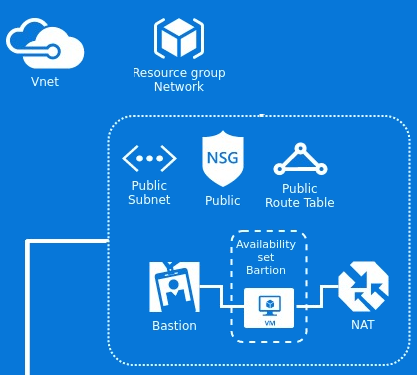 Vnet
Resource group
Network
Public
Subnet
NSG
Public
Public
Route Table
Availability
set
Bartion
Bastion
VM
NAT